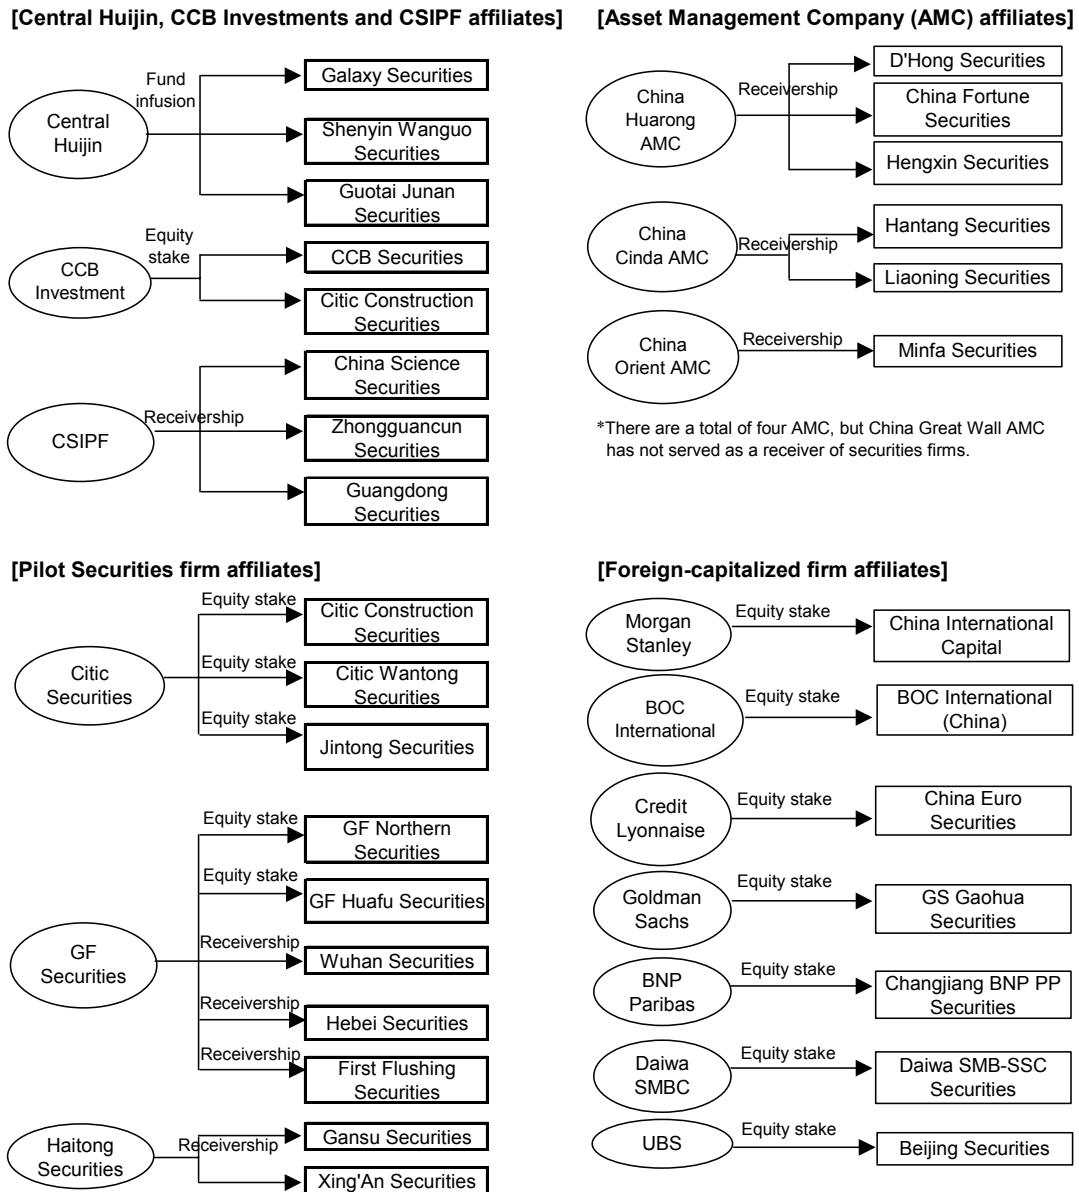 [Central Huijin, CCB Investments and CSIPF affiliates]
Central
Huijin
Fund
infusion
Galaxy Securities
Shenyin Wanguo
Securities
Guotai Junan
Securities
CCB
Investment
Equity
stake
CCB Securities
Citic Construction
Securities
CSIPF
Receivership
China Science
Securities
Zhongguancun
Securities
Guangdong
Securities
[Asset Management Company (AMC) affiliates]
China
Huarong
AMC
Receivership
D'Hong Securities
China Fortune
Securities
Hengxin Securities
China
Cinda AMC
Receivership
Hantang Securities
Liaoning Securities
China
Orient AMC
Receivership
Minfa Securities
*There are a total of four AMC, but China Great Wall AMC
has not served as a receiver of securities firms.
[Pilot Securities firm affiliates]
Citic
Securities
Equity stake
Citic Construction
Securities
Equity stake
Citic Wantong
Securities
Equity stake
Jintong Securities
GF
Securities
Equity stake
GF Northern
Securities
Equity stake
GF Huafu Securities
Receivership
Wuhan Securities
Receivership
Hebei Securities
Receivership
First Flushing
Securities
Haitong
Securities
Receivership
Gansu Securities
Xing'An Securities
[Foreign-capitalized firm affiliates]
Morgan
Stanley
Equity stake
China International
Capital
BOC
International
Equity stake
BOC International
(China)
Credit
Lyonnaise
Equity stake
China Euro
Securities
Goldman
Sachs
Equity stake
GS Gaohua
Securities
BNP
Paribas
Equity stake
Changjiang BNP PP
Securities
Daiwa
SMBC
Equity stake
Daiwa SMB-SSC
Securities
UBS
Equity stake
Beijing Securities